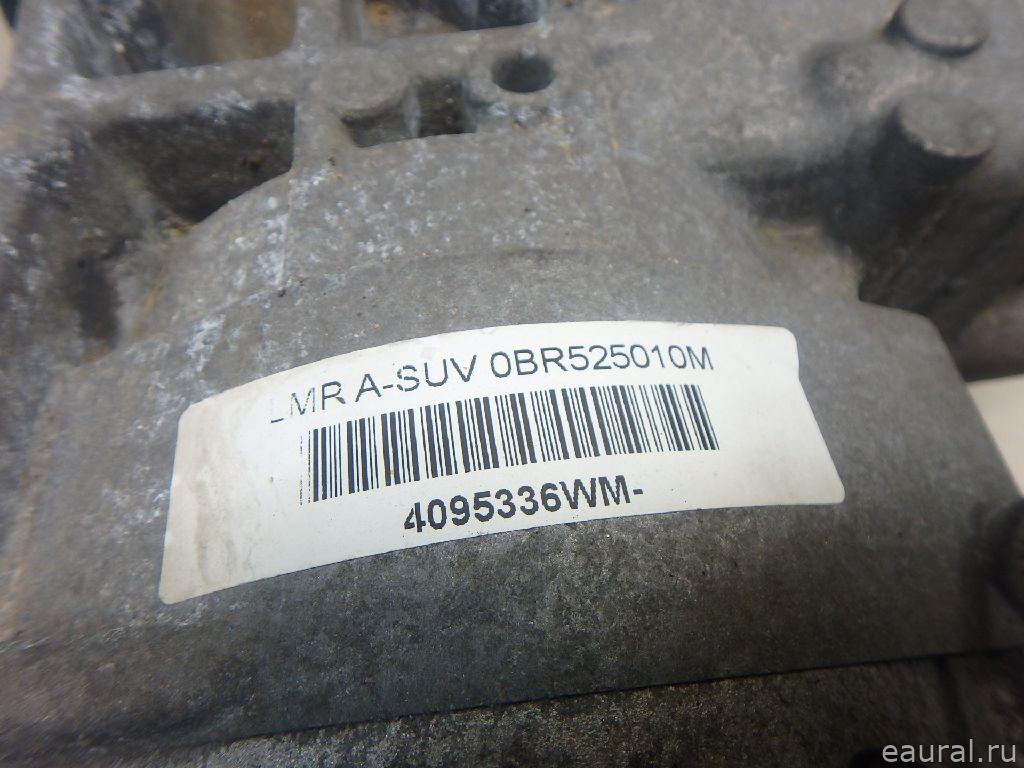 LMR A-SUV 0BR525010M
4095336WM-
eaural.ru